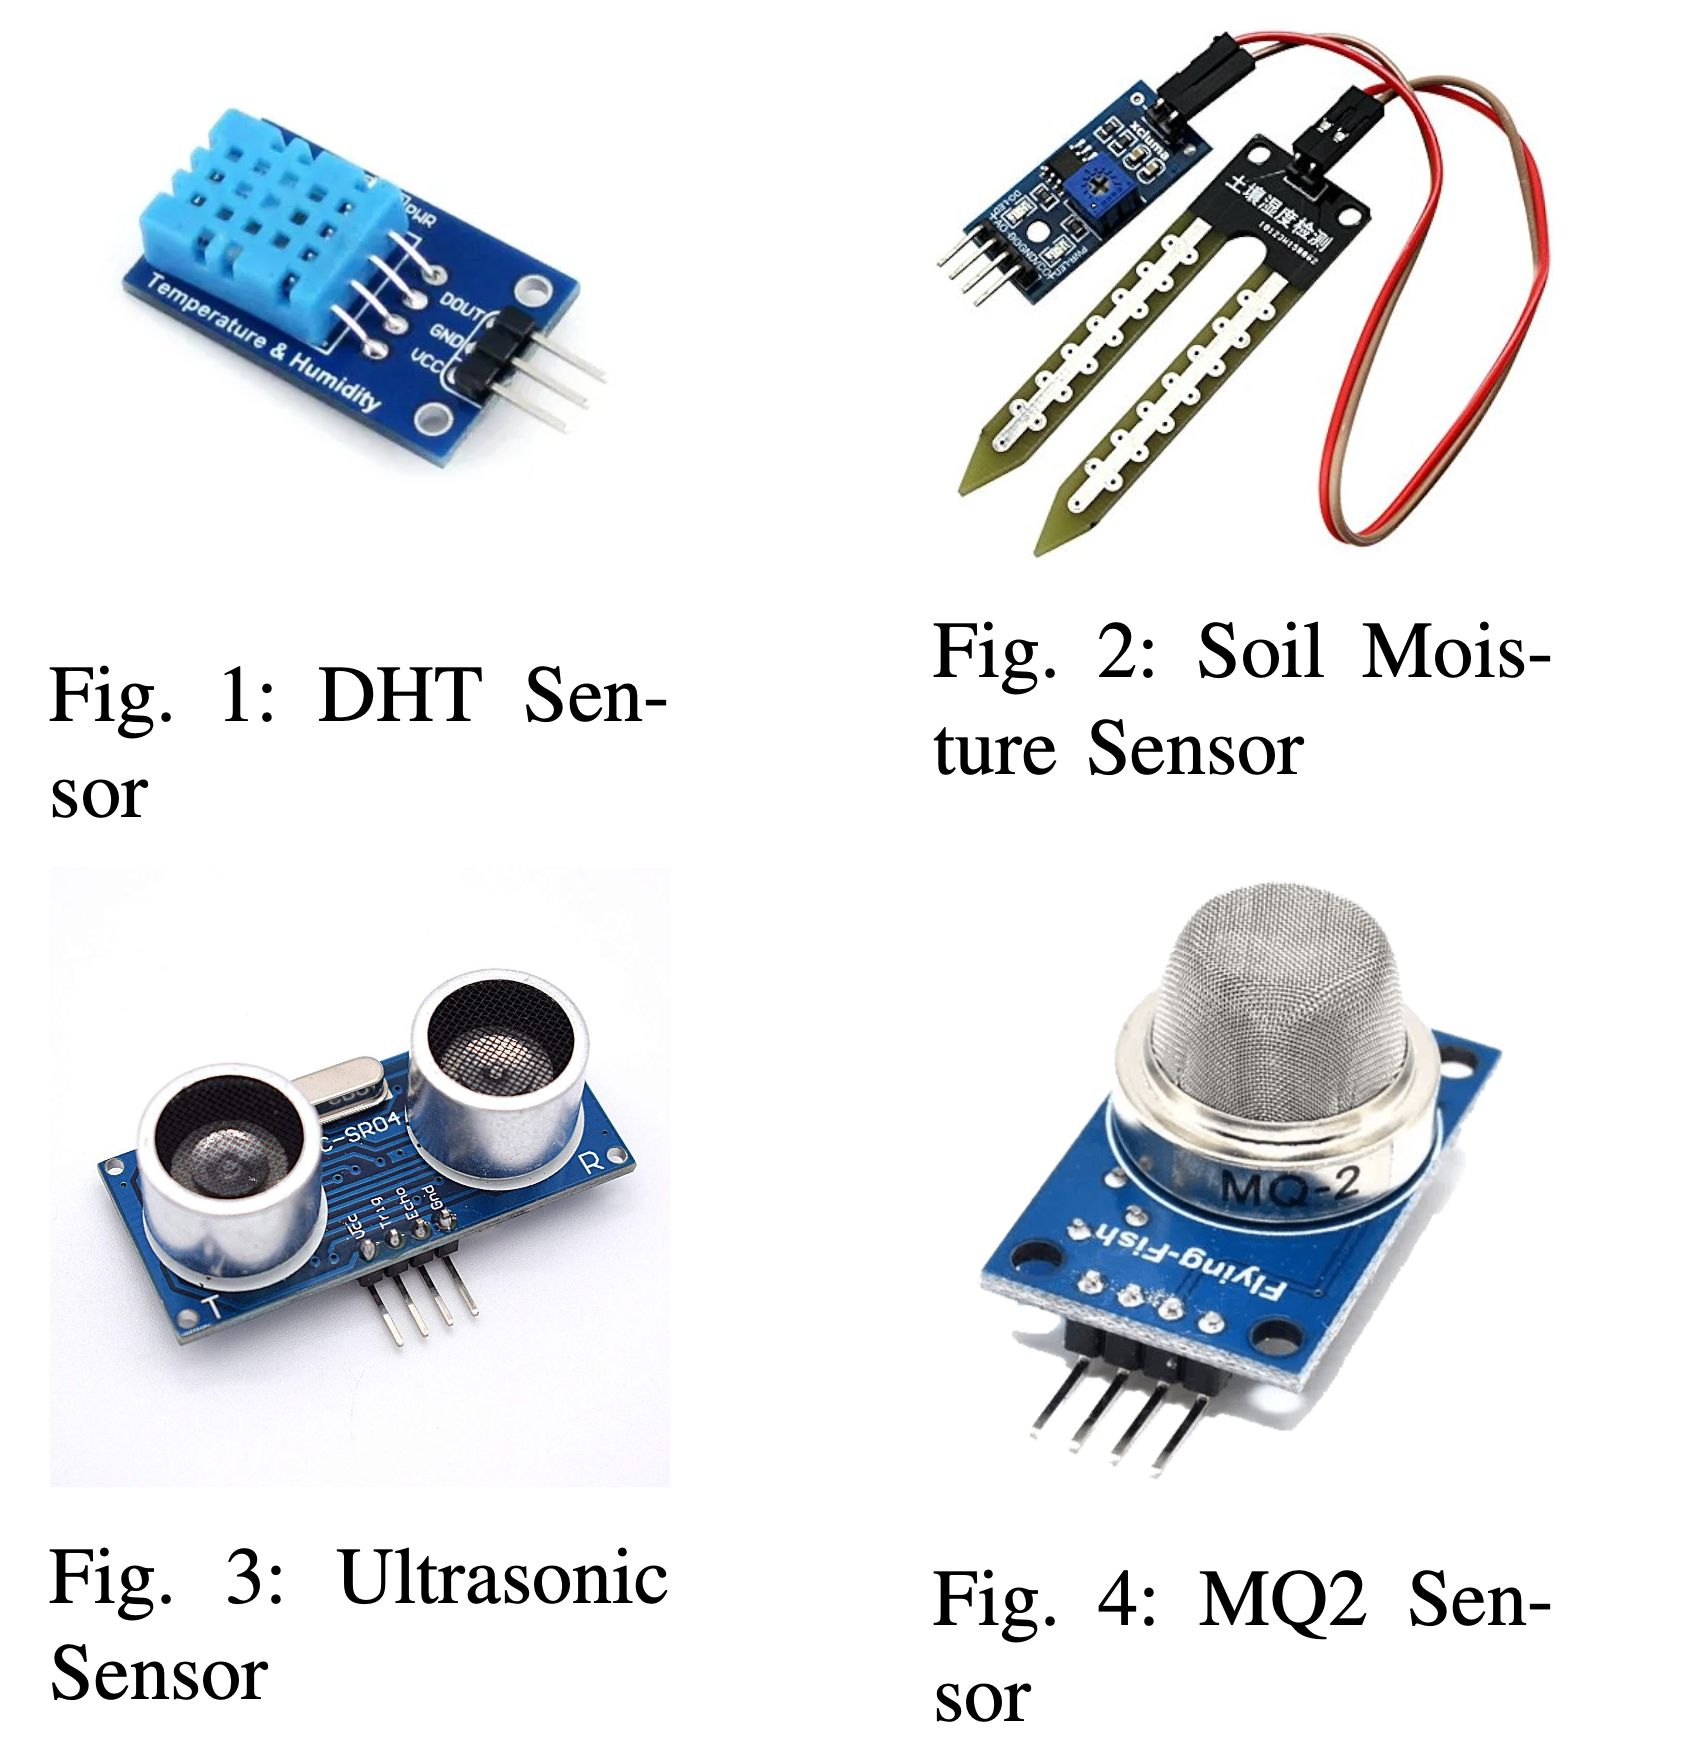 PWR
DOUT
GND
VCC
Temperature & Humidity
Fig. 1: DHT Sen-
sor
xcluma
土壤湿度检测
Fig. 2: Soil Mois-
ture Sensor
C-SR04
R
Vcc
Trig
Echo
Gnd
T
Fig. 3: Ultrasonic
Sensor
MQ-2
Flying-Fish
Fig. 4: MQ2 Sen-
sor